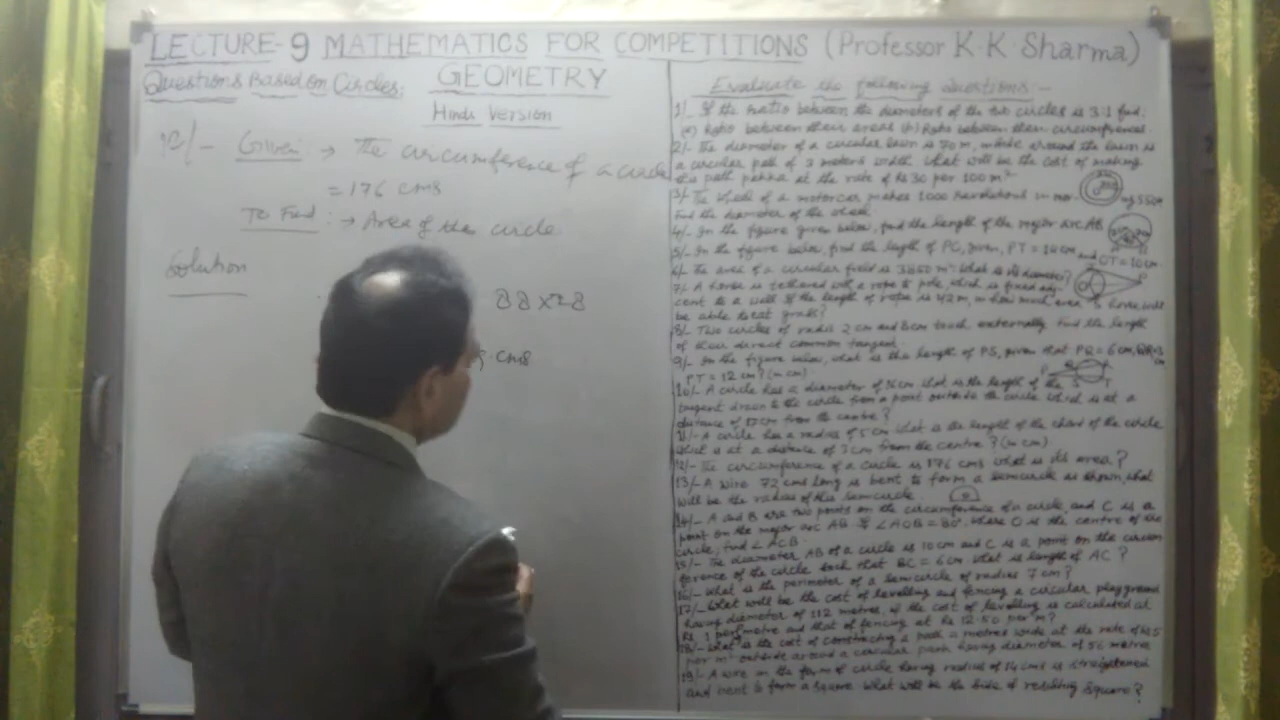 LECTURE-9 MATHEMATICS FOR COMPETITIONS (Professor K.K. Sharma)
Questions Based on Circles:
GEOMETRY
Hindi Version
12/- Given :→ The circumference of a circle
= 176 cms
To Find :→ Area of the circle
Solution
88 × 28
cms
Evaluate the following Questions :-
1/- If the ratio between the diameters of the two circles is 3:1 find,
(a) Ratio between their areas (b) Ratio between their circumferences.
2/- The diameter of a circular lawn is 70 m, around the lawn is
a circular path of 3 meters width. What will be the cost of making
this path pakka at the rate of Rs 30 per 100 m²
3/- The wheel of a motorcar makes 1000 revolutions in
Find the diameter of the wheel.
4/- In the figure given below, find the length of the major arc AB
5/- In the figure below, find the length of PC, given, PT = 14 cm and OT = 10 cm
6/- The area of a circular field is 3850 m² What is its diameter?
7/- A horse is tethered with a rope to pole, which is fixed adj-
cent to a wall. If the length of rope is 42 m, in how much area, horse will
be able to eat grass?
8/- Two circles of radii 2 cm and 8 cm touch externally. Find the length
of their direct common tangent.
9/- In the figure below, what is the length of PS, given that PQ = 6 cm,
PT = 12 cm? (in cm)
10/- A circle has a diameter of 16 cm what is the length of the
tangent drawn to the circle from a point outside the circle which is at a
distance of cm from the centre?
11/- A circle has a radius of 5 cm What is the length of the chord of the circle
which is at a distance of 3 cm from the centre? (in cm)
12/- The circumference of a circle is 176 cms what is its area?
13/- A wire 72 cms long is bent to form a semicircle as shown, what
will be the radius of this semicircle.
14/- A and B are two points on the circumference of a circle, and C is a
point on the major arc AB. If ∠AOB = 80°. where O is the centre of the
circle; find ∠ACB.
15/- The diameter AB of a circle is 10 cm and C is a point on the circum
ference of the circle such that BC = 6 cm What is length of AC?
16/- What is the perimeter of a semicircle of radius 7 cm?
17/- What will be the cost of levelling and fencing a circular playground
having diameter of 112 metres, if the cost of levelling is calculated at
Rs. 1 per metre and that of fencing at Rs 12.50 per m?
18/- What is the cost of constructing a path 2 metres wide at the rate of Rs 5
per m² outside around a circular park having diameter of 56 metres
19/- A wire in the form of circle having radius of 14 cms is straightened
and bent to form a square. What will be the side of resulting square?